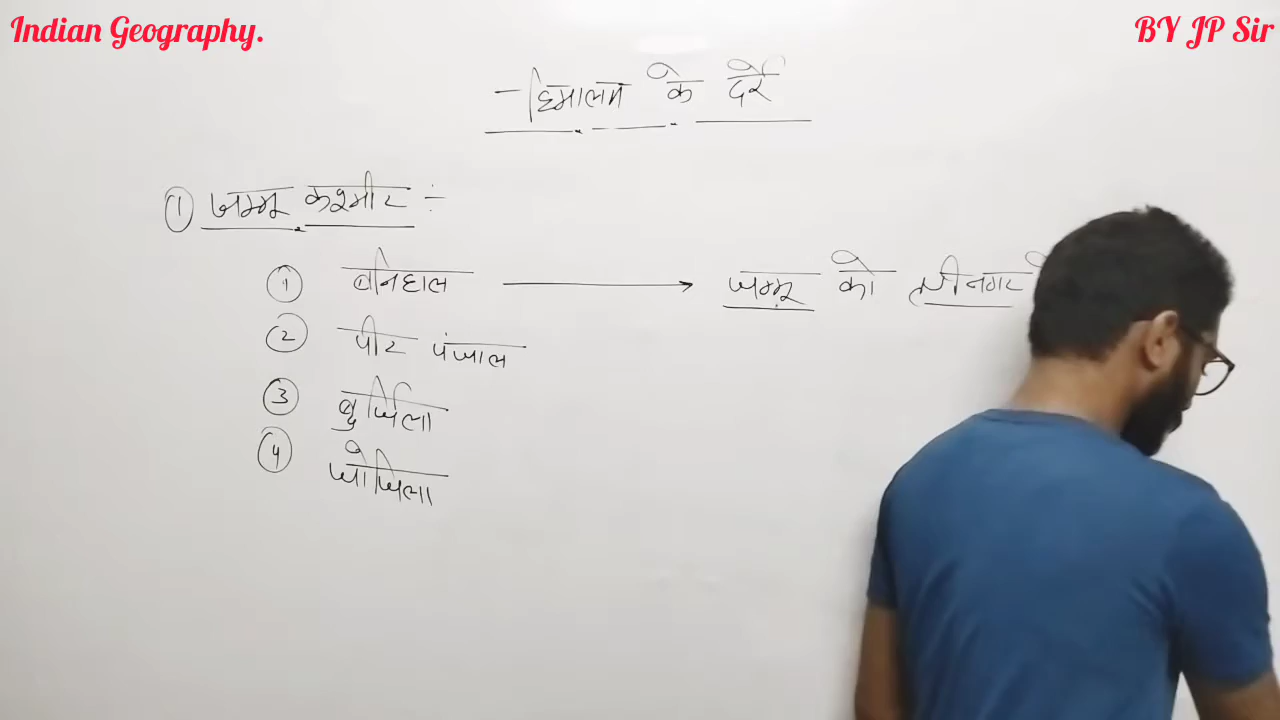 Indian Geography.
BY JP Sir
हिमालय के दर्रे
① जम्मू कश्मीर ÷
① बनिहाल → जम्मू को श्रीनगर
② पीर पंजाल
③ बुर्जिला
④ जोजिला